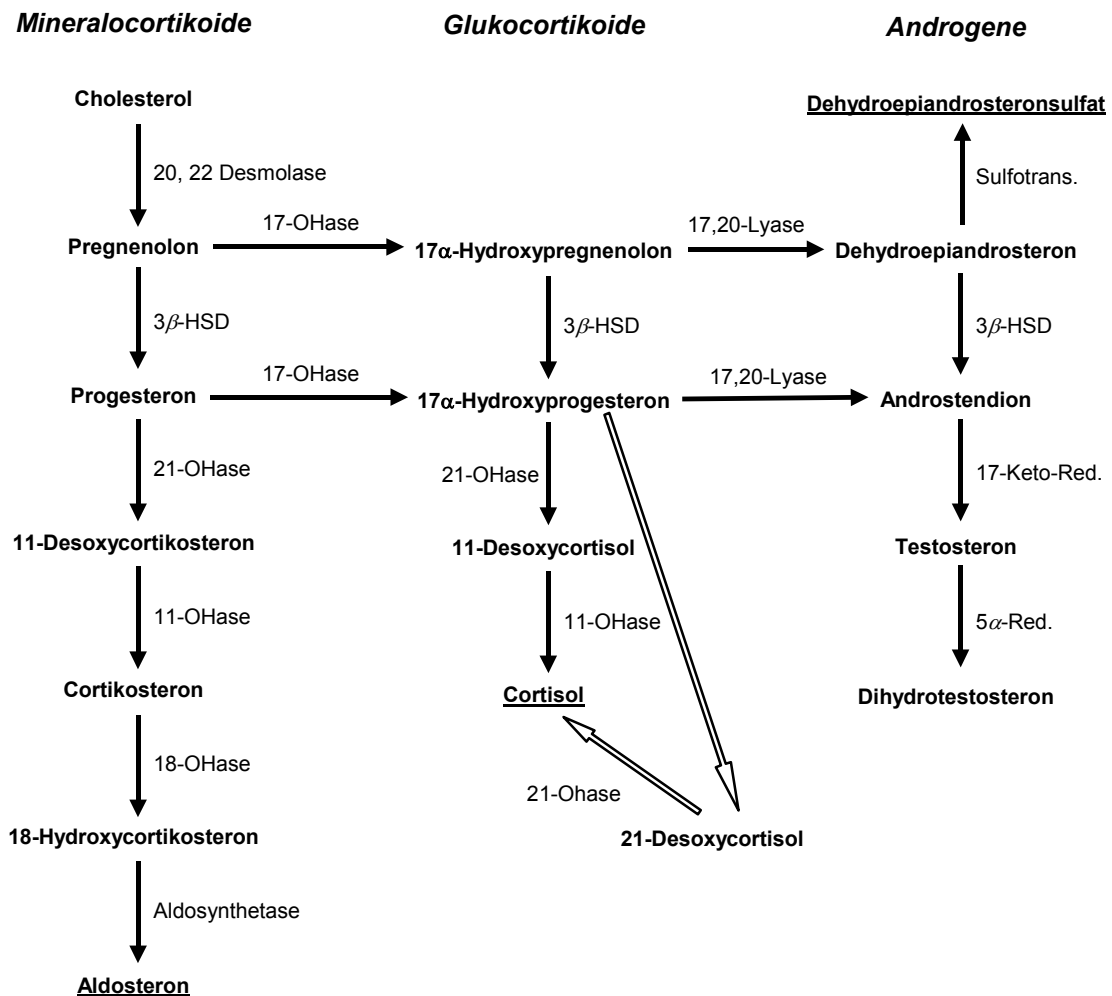 Mineralocortikoide
Glukocortikoide
Androgene
Cholesterol
Dehydroepiandrosteronsulfat
20, 22 Desmolase
Sulfotrans.
17-OHase
17,20-Lyase
Pregnenolon
17α-Hydroxypregnenolon
Dehydroepiandrosteron
3β-HSD
3β-HSD
3β-HSD
17-OHase
17,20-Lyase
Progesteron
17α-Hydroxyprogesteron
Androstendion
21-OHase
21-OHase
17-Keto-Red.
11-Desoxycortikosteron
11-Desoxycortisol
Testosteron
11-OHase
11-OHase
5α-Red.
Cortikosteron
Cortisol
Dihydrotestosteron
18-OHase
21-Ohase
18-Hydroxycortikosteron
21-Desoxycortisol
Aldosynthetase
Aldosteron